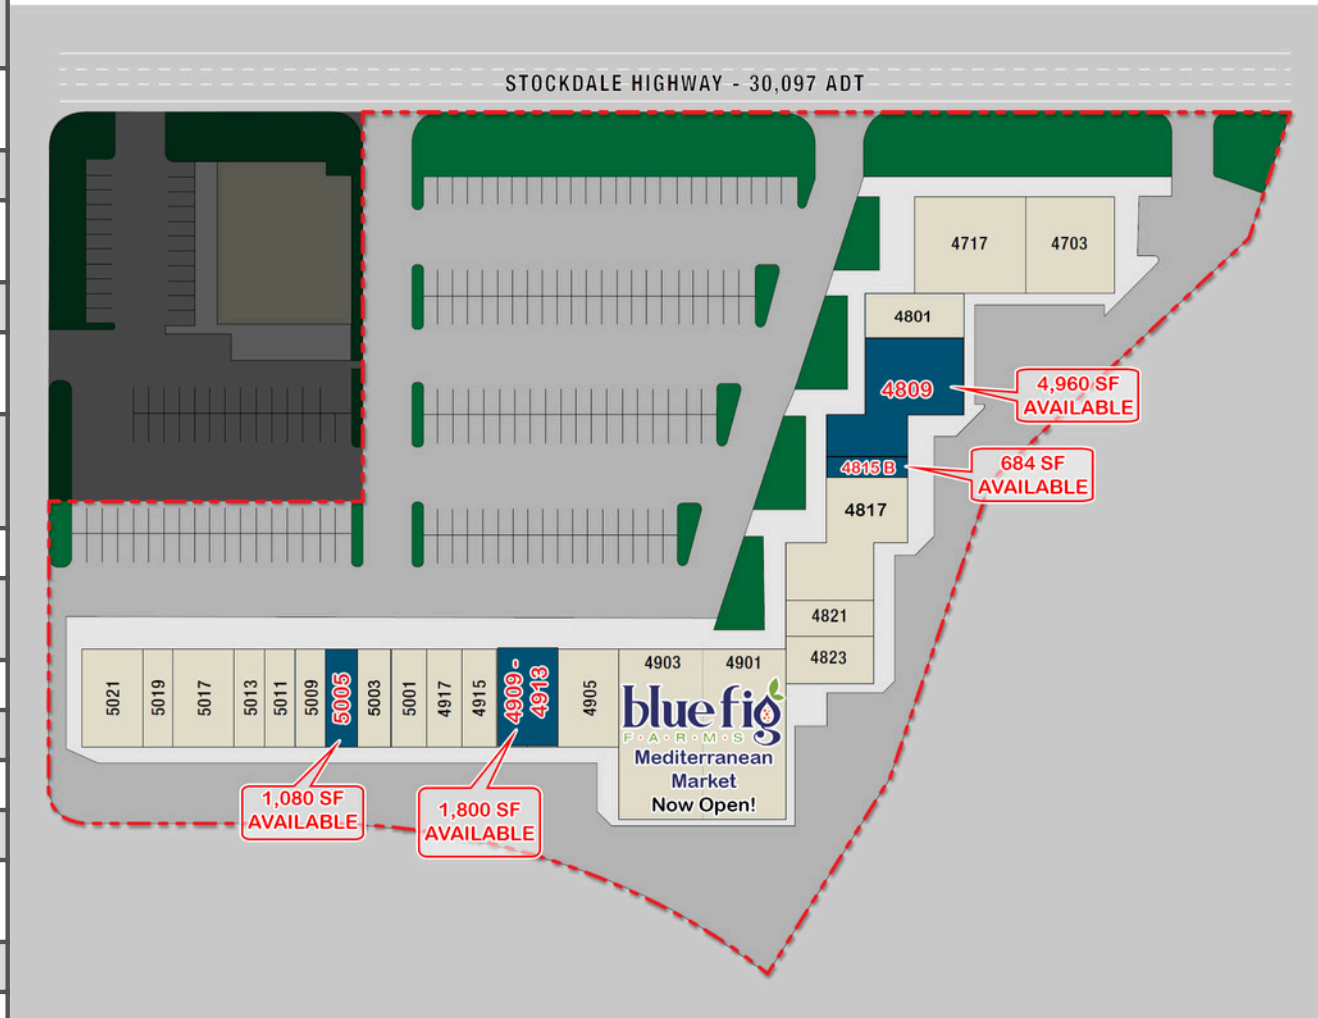 STOCKDALE HIGHWAY - 30,097 ADT
4717
4703
4801
4809
4,960 SF
AVAILABLE
4815 B
684 SF
AVAILABLE
4817
4821
4823
5021
5019
5017
5013
5011
5009
5005
5003
5001
4917
4915
4909 -
4913
4905
4903
4901
blue fig
F·A·R·M·S
Mediterranean
Market
Now Open!
1,080 SF
AVAILABLE
1,800 SF
AVAILABLE